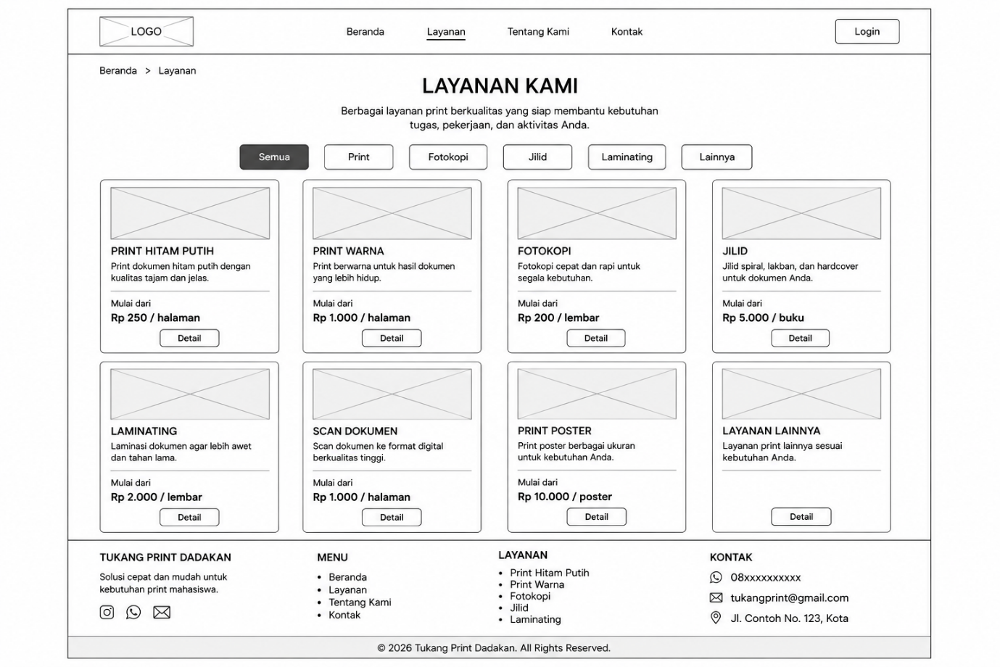 LOGO
Beranda
Layanan
Tentang Kami
Kontak
Login
Beranda > Layanan
LAYANAN KAMI
Berbagai layanan print berkualitas yang siap membantu kebutuhan
tugas, pekerjaan, dan aktivitas Anda.
Semua
Print
Fotokopi
Jilid
Laminating
Lainnya
PRINT HITAM PUTIH
Print dokumen hitam putih dengan
kualitas tajam dan jelas.
Mulai dari
Rp 250 / halaman
Detail
PRINT WARNA
Print berwarna untuk hasil dokumen
yang lebih hidup.
Mulai dari
Rp 1.000 / halaman
Detail
FOTOKOPI
Fotokopi cepat dan rapi untuk
segala kebutuhan.
Mulai dari
Rp 200 / lembar
Detail
JILID
Jilid spiral, lakban, dan hardcover
untuk dokumen Anda.
Mulai dari
Rp 5.000 / buku
Detail
LAMINATING
Laminasi dokumen agar lebih awet
dan tahan lama.
Mulai dari
Rp 2.000 / lembar
Detail
SCAN DOKUMEN
Scan dokumen ke format digital
berkualitas tinggi.
Mulai dari
Rp 1.000 / halaman
Detail
PRINT POSTER
Print poster berbagai ukuran
untuk kebutuhan Anda.
Mulai dari
Rp 10.000 / poster
Detail
LAYANAN LAINNYA
Layanan print lainnya sesuai
kebutuhan Anda.
Detail
TUKANG PRINT DADAKAN
Solusi cepat dan mudah untuk
kebutuhan print mahasiswa.
MENU
• Beranda
• Layanan
• Tentang Kami
• Kontak
LAYANAN
• Print Hitam Putih
• Print Warna
• Fotokopi
• Jilid
• Laminating
KONTAK
08xxxxxxxxxx
tukangprint@gmail.com
Jl. Contoh No. 123, Kota
© 2026 Tukang Print Dadakan. All Rights Reserved.